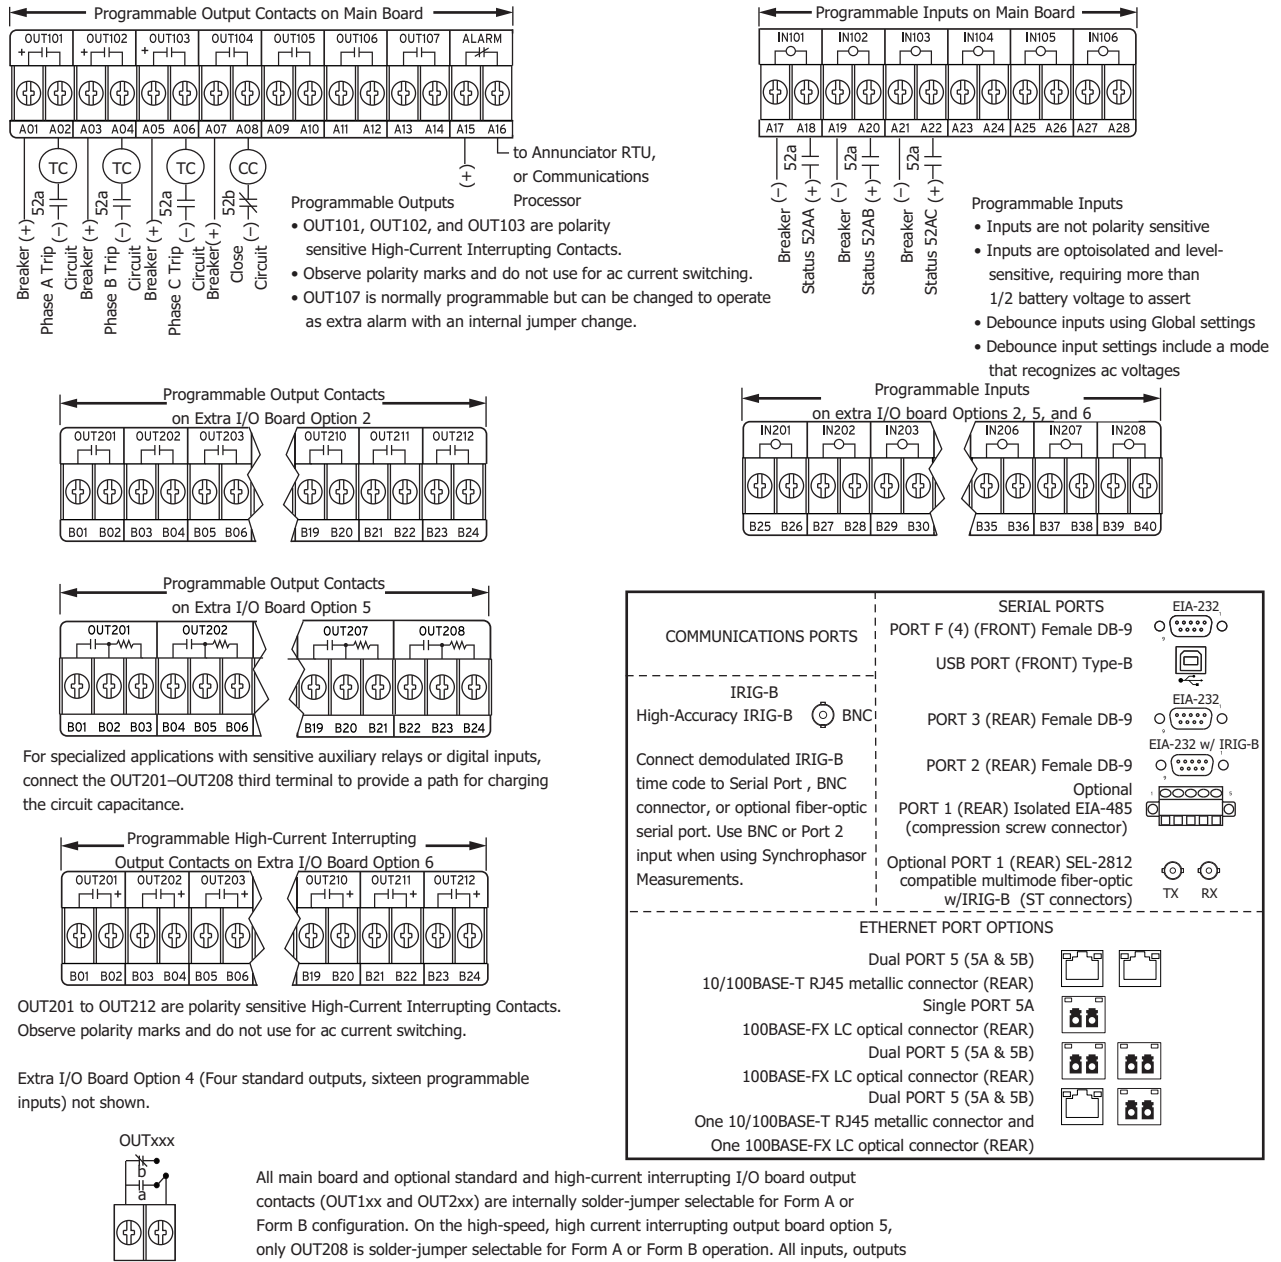 Programmable Output Contacts on Main Board
OUT101 OUT102 OUT103 OUT104 OUT105 OUT106 OUT107 ALARM
+ + +
A01 A02 A03 A04 A05 A06 A07 A08 A09 A10 A11 A12 A13 A14 A15 A16
TC TC TC CC
52a 52a 52a 52b
(+) (−) (+) (−) (+) (−) (+) (−) (+)
Breaker
Phase A Trip
Circuit
Breaker
Phase B Trip
Circuit
Breaker
Phase C Trip
Circuit
Breaker
Close
Circuit
to Annunciator RTU,
or Communications
Processor
Programmable Outputs
• OUT101, OUT102, and OUT103 are polarity
sensitive High-Current Interrupting Contacts.
• Observe polarity marks and do not use for ac current switching.
• OUT107 is normally programmable but can be changed to operate
as extra alarm with an internal jumper change.
Programmable Inputs on Main Board
IN101 IN102 IN103 IN104 IN105 IN106
A17 A18 A19 A20 A21 A22 A23 A24 A25 A26 A27 A28
52a 52a 52a
(−) (+) (−) (+) (−) (+)
Breaker
Status 52AA
Breaker
Status 52AB
Breaker
Status 52AC
Programmable Inputs
• Inputs are not polarity sensitive
• Inputs are optoisolated and level-
sensitive, requiring more than
1/2 battery voltage to assert
• Debounce inputs using Global settings
• Debounce input settings include a mode
that recognizes ac voltages
Programmable Output Contacts
on Extra I/O Board Option 2
OUT201 OUT202 OUT203 OUT210 OUT211 OUT212
B01 B02 B03 B04 B05 B06 B19 B20 B21 B22 B23 B24
Programmable Inputs
on extra I/O board Options 2, 5, and 6
IN201 IN202 IN203 IN206 IN207 IN208
B25 B26 B27 B28 B29 B30 B35 B36 B37 B38 B39 B40
Programmable Output Contacts
on Extra I/O Board Option 5
OUT201 OUT202 OUT207 OUT208
B01 B02 B03 B04 B05 B06 B19 B20 B21 B22 B23 B24
For specialized applications with sensitive auxiliary relays or digital inputs,
connect the OUT201–OUT208 third terminal to provide a path for charging
the circuit capacitance.
Programmable High-Current Interrupting
Output Contacts on Extra I/O Board Option 6
OUT201 OUT202 OUT203 OUT210 OUT211 OUT212
+ + + + + +
B01 B02 B03 B04 B05 B06 B19 B20 B21 B22 B23 B24
OUT201 to OUT212 are polarity sensitive High-Current Interrupting Contacts.
Observe polarity marks and do not use for ac current switching.
Extra I/O Board Option 4 (Four standard outputs, sixteen programmable
inputs) not shown.
COMMUNICATIONS PORTS
IRIG-B
High-Accuracy IRIG-B BNC
Connect demodulated IRIG-B
time code to Serial Port , BNC
connector, or optional fiber-optic
serial port. Use BNC or Port 2
input when using Synchrophasor
Measurements.
SERIAL PORTS EIA-232
PORT F (4) (FRONT) Female DB-9
1
9
USB PORT (FRONT) Type-B
EIA-232
PORT 3 (REAR) Female DB-9
1
9
EIA-232 w/ IRIG-B
PORT 2 (REAR) Female DB-9
1
9
Optional
PORT 1 (REAR) Isolated EIA-485
(compression screw connector)
1 5
Optional PORT 1 (REAR) SEL-2812
compatible multimode fiber-optic
w/IRIG-B (ST connectors)
TX RX
ETHERNET PORT OPTIONS
Dual PORT 5 (5A & 5B)
10/100BASE-T RJ45 metallic connector (REAR)
Single PORT 5A
100BASE-FX LC optical connector (REAR)
Dual PORT 5 (5A & 5B)
100BASE-FX LC optical connector (REAR)
Dual PORT 5 (5A & 5B)
One 10/100BASE-T RJ45 metallic connector and
One 100BASE-FX LC optical connector (REAR)
OUTxxx
b
a
All main board and optional standard and high-current interrupting I/O board output
contacts (OUT1xx and OUT2xx) are internally solder-jumper selectable for Form A or
Form B configuration. On the high-speed, high current interrupting output board option 5,
only OUT208 is solder-jumper selectable for Form A or Form B operation. All inputs, outputs